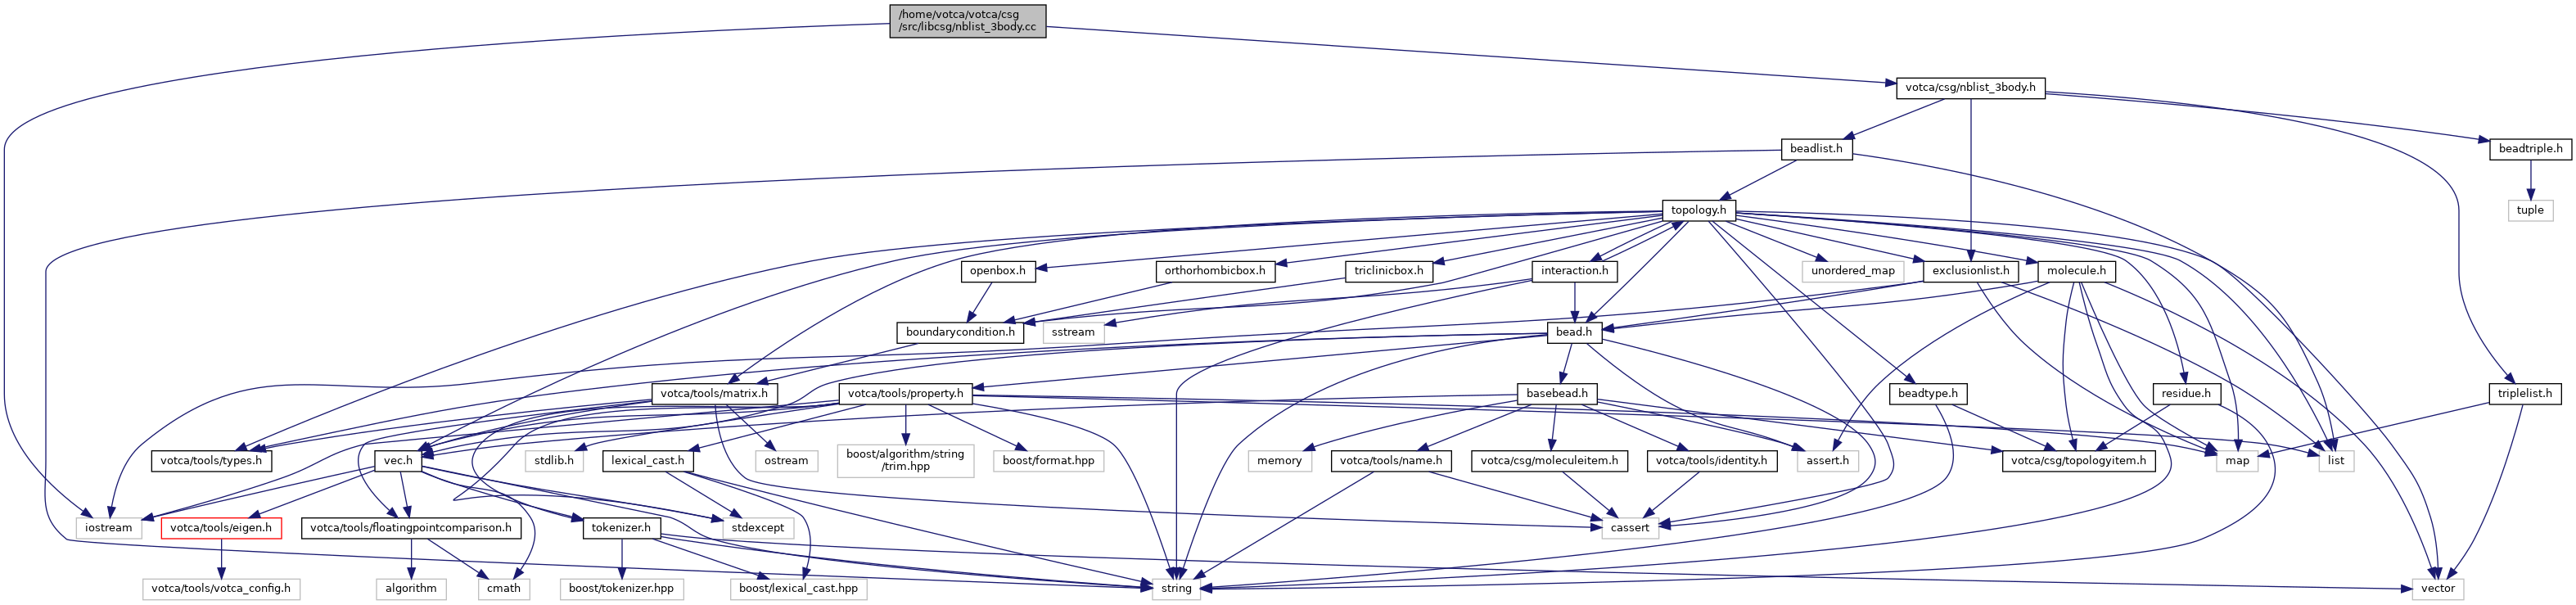 /home/votca/votca/csg
/src/libcsg/nblist_3body.cc
votca/csg/nblist_3body.h
beadlist.h
beadtriple.h
topology.h
tuple
openbox.h
orthorhombicbox.h
triclinicbox.h
interaction.h
unordered_map
exclusionlist.h
molecule.h
boundarycondition.h
sstream
bead.h
votca/tools/matrix.h
votca/tools/property.h
basebead.h
beadtype.h
residue.h
triplelist.h
votca/tools/types.h
vec.h
stdlib.h
lexical_cast.h
ostream
boost/algorithm/string
/trim.hpp
boost/format.hpp
memory
votca/tools/name.h
votca/csg/moleculeitem.h
votca/tools/identity.h
assert.h
votca/csg/topologyitem.h
map
list
iostream
votca/tools/eigen.h
votca/tools/floatingpointcomparison.h
tokenizer.h
stdexcept
cassert
votca/tools/votca_config.h
algorithm
cmath
boost/tokenizer.hpp
boost/lexical_cast.hpp
string
vector